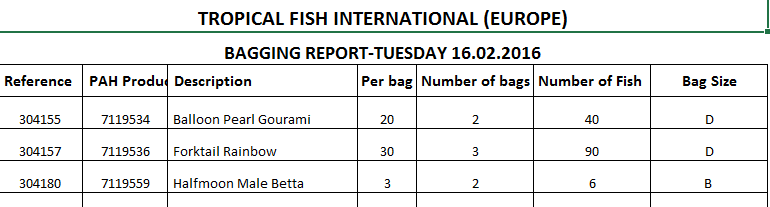 TROPICAL FISH INTERNATIONAL (EUROPE)
BAGGING REPORT-TUESDAY 16.02.2016
Reference PAH Produ Description Per bag Number of bags Number of Fish Bag Size
304155 7119534 Balloon Pearl Gourami 20 2 40 D
304157 7119536 Forktail Rainbow 30 3 90 D
304180 7119559 Halfmoon Male Betta 3 2 6 B